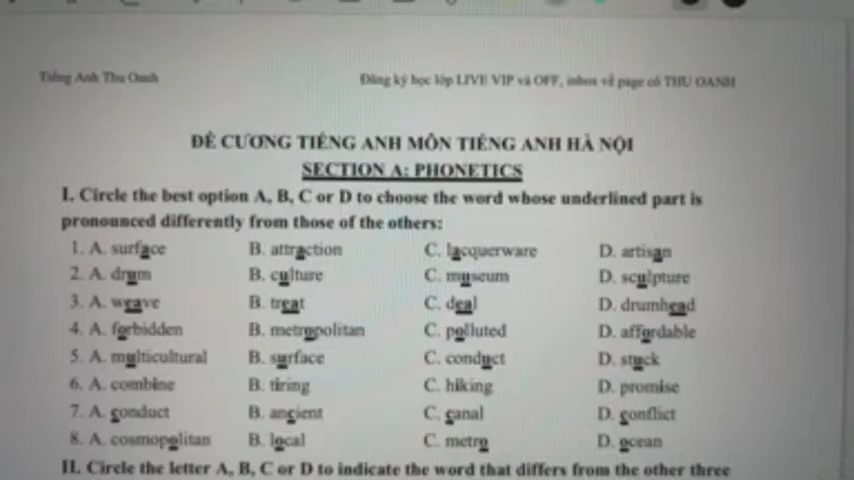 Tiếng Anh Thu Oanh Đăng ký học lớp LIVE VIP và OFF, inbox về page cô THU OANH
ĐỀ CƯƠNG TIẾNG ANH MÔN TIẾNG ANH HÀ NỘI
SECTION A: PHONETICS
I. Circle the best option A, B, C or D to choose the word whose underlined part is
pronounced differently from those of the others:
1. A. surface B. attraction C. lacquerware D. artisan
2. A. drum B. culture C. museum D. sculpture
3. A. weave B. treat C. deal D. drumhead
4. A. forbidden B. metropolitan C. polluted D. affordable
5. A. multicultural B. surface C. conduct D. stuck
6. A. combine B. tiring C. hiking D. promise
7. A. conduct B. ancient C. canal D. conflict
8. A. cosmopolitan B. local C. metro D. ocean
II. Circle the letter A, B, C or D to indicate the word that differs from the other three